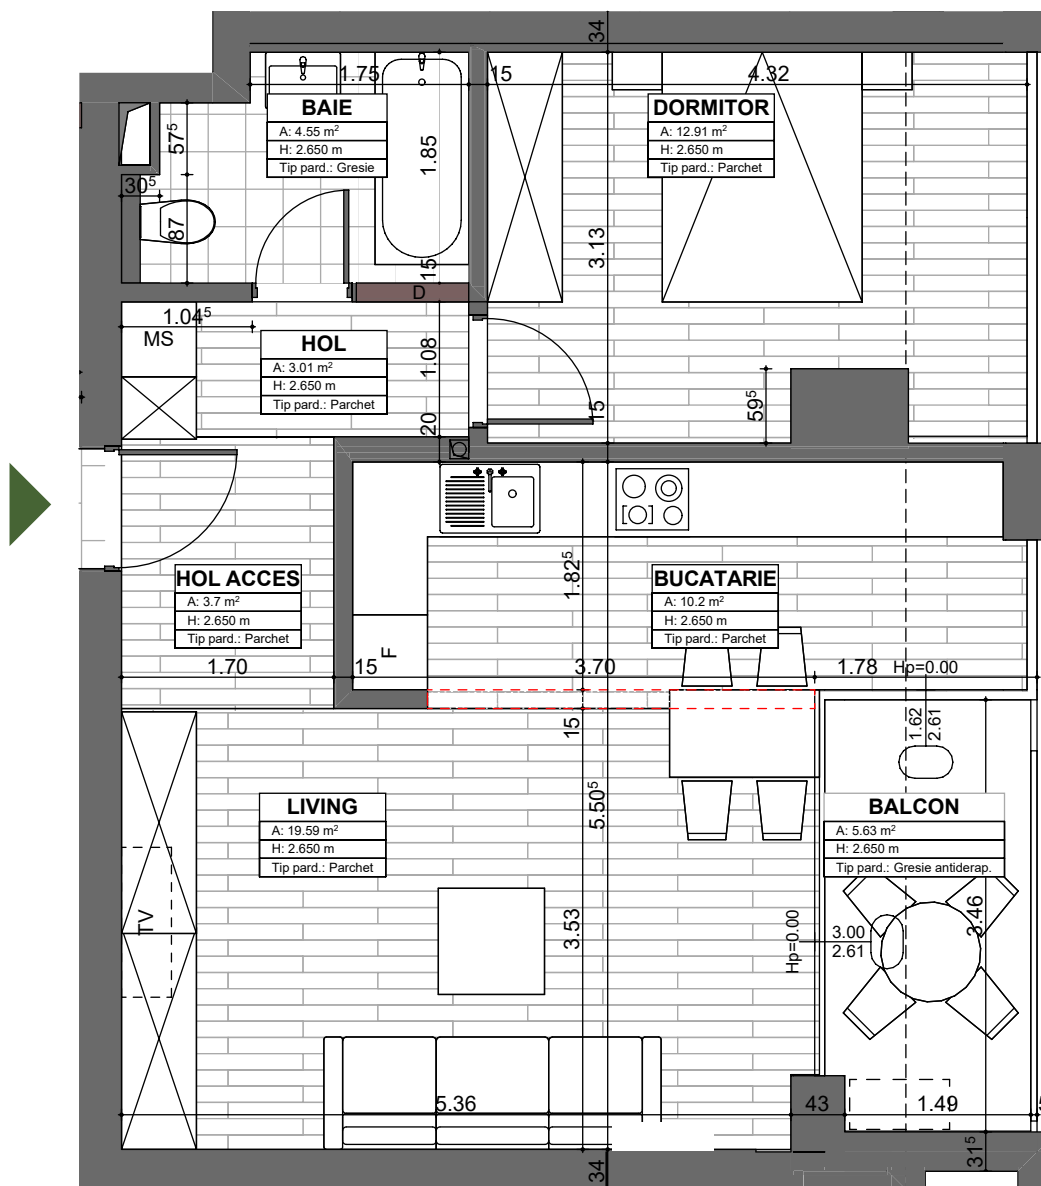 34
1.75
15
4.32
BAIE
A: 4.55 m²
H: 2.650 m
Tip pard.: Gresie
DORMITOR
A: 12.91 m²
H: 2.650 m
Tip pard.: Parchet
57⁵
1.85
30⁵
87
3.13
15
D
1.04⁵
MS
HOL
A: 3.01 m²
H: 2.650 m
Tip pard.: Parchet
1.08
20
15
59⁵
1.82⁵
HOL ACCES
A: 3.7 m²
H: 2.650 m
Tip pard.: Parchet
BUCATARIE
A: 10.2 m²
H: 2.650 m
Tip pard.: Parchet
F
1.70
15
3.70
1.78
Hp=0.00
15
1.62
2.61
5.50⁵
LIVING
A: 19.59 m²
H: 2.650 m
Tip pard.: Parchet
BALCON
A: 5.63 m²
H: 2.650 m
Tip pard.: Gresie antiderap.
TV
3.53
3.46
Hp=0.00
3.00
2.61
5.36
43
1.49
34
31⁵